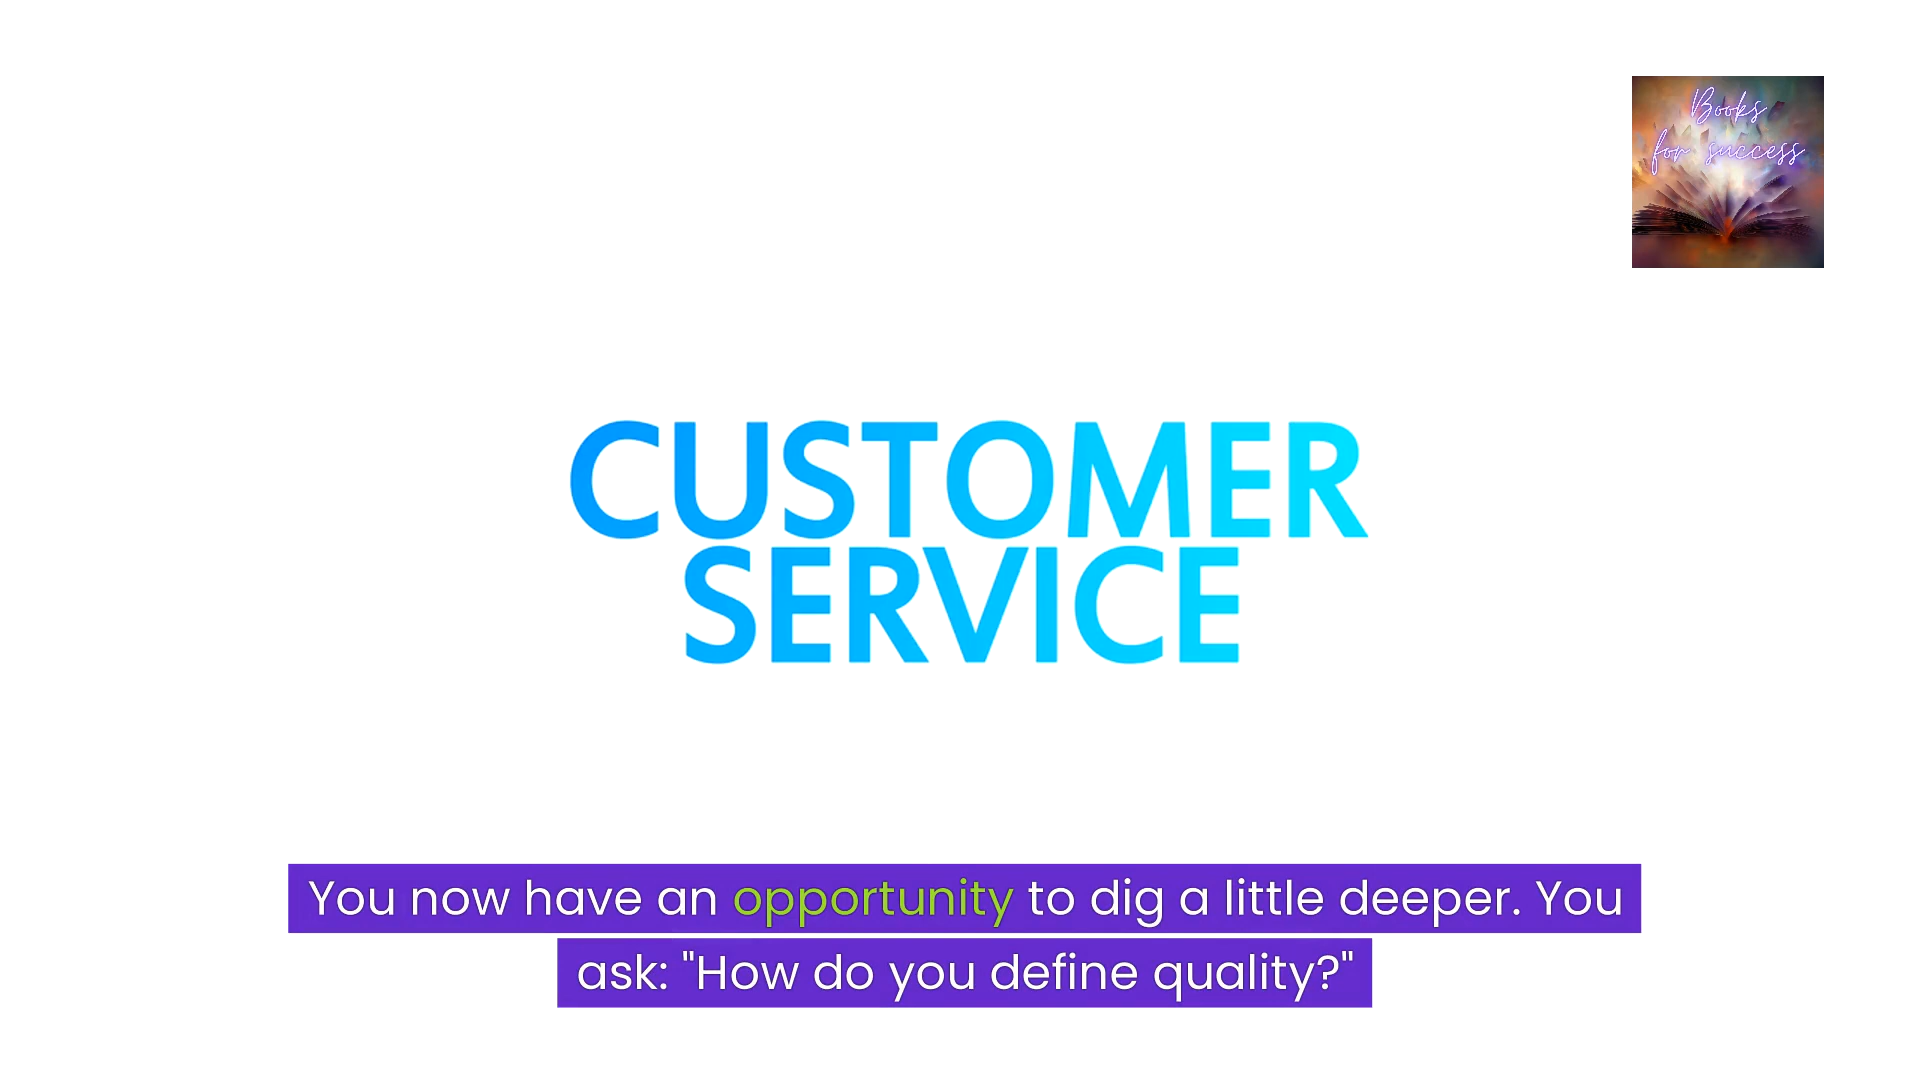 Books
for success
CUSTOMER
SERVICE
You now have an opportunity to dig a little deeper. You
ask: "How do you define quality?"